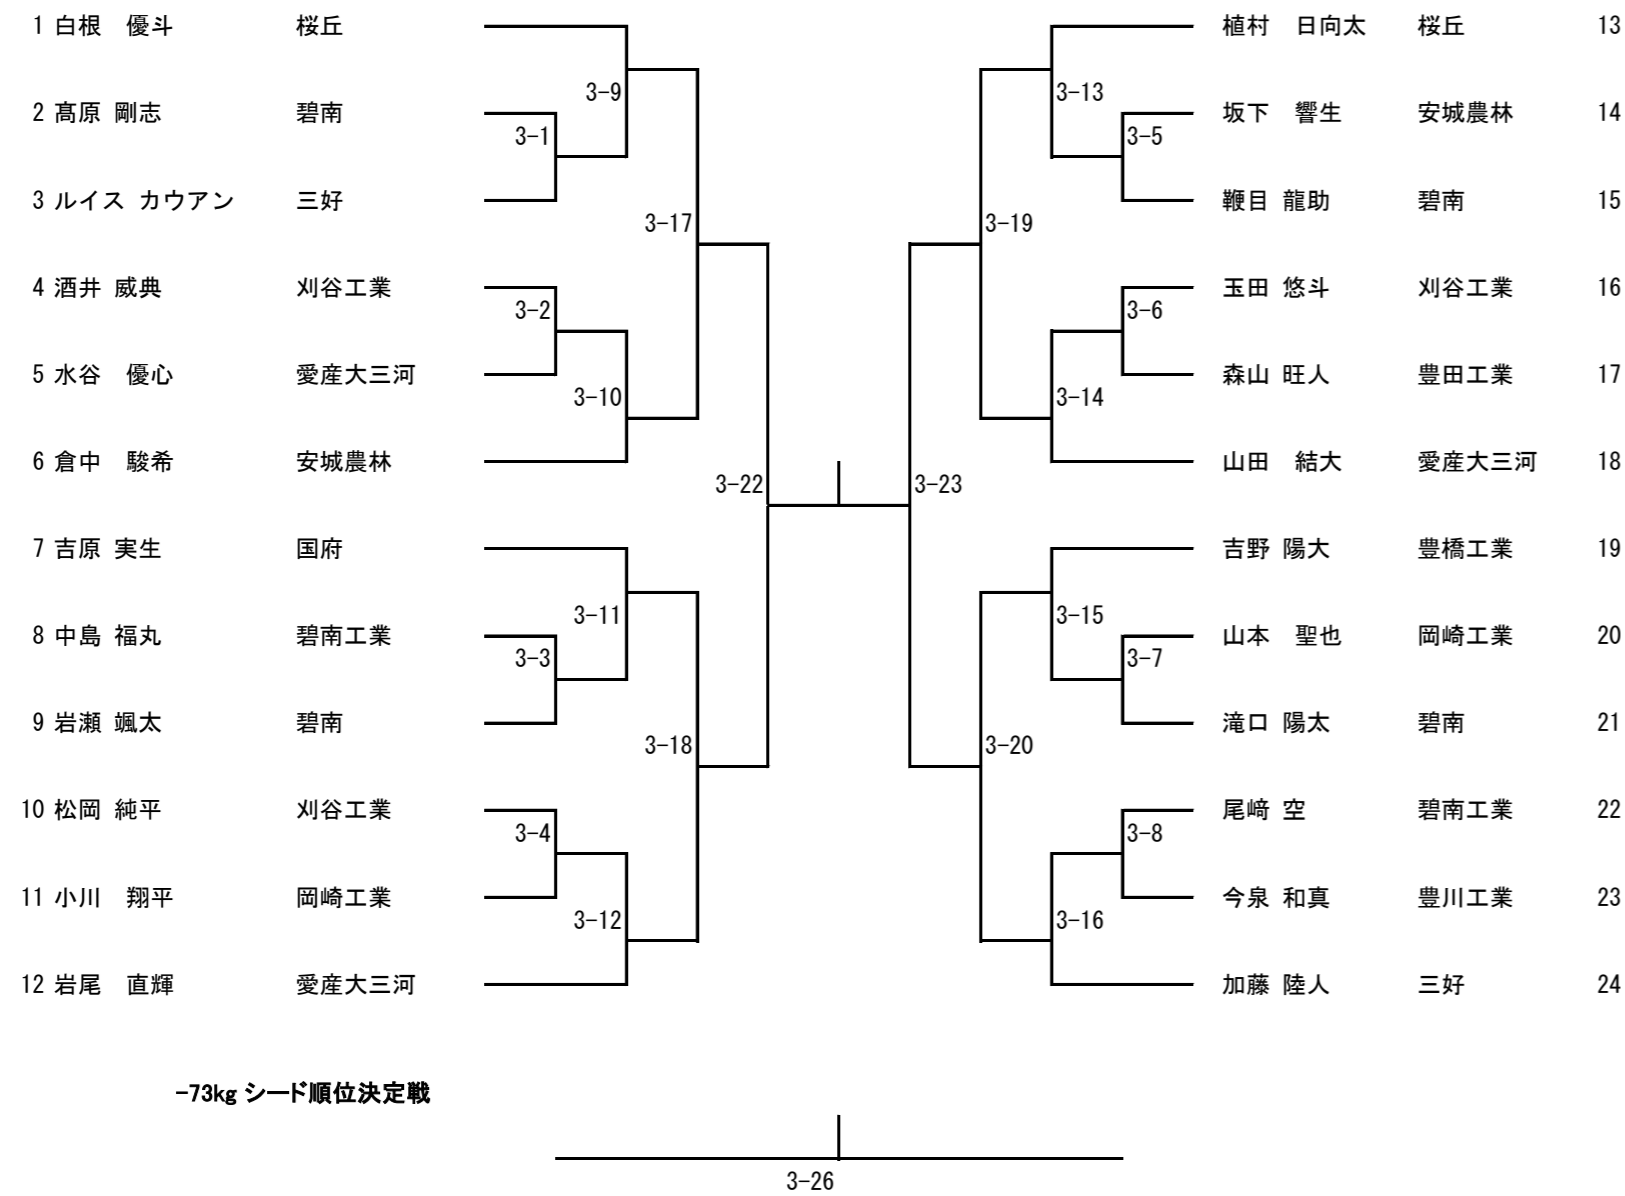 1 白根　優斗 桜丘 植村　日向太 桜丘 13
3-9 3-13
2 髙原 剛志 碧南 坂下　響生 安城農林 14
3-1 3-5
3 ルイス カウアン 三好 鞭目 龍助 碧南 15
3-17 3-19
4 酒井 威典 刈谷工業 玉田 悠斗 刈谷工業 16
3-2 3-6
5 水谷　優心 愛産大三河 森山 旺人 豊田工業 17
3-10 3-14
6 倉中　駿希 安城農林 山田　結大 愛産大三河 18
3-22 3-23
7 吉原 実生 国府 吉野 陽大 豊橋工業 19
3-11 3-15
8 中島 福丸 碧南工業 山本　聖也 岡崎工業 20
3-3 3-7
9 岩瀬 颯太 碧南 滝口 陽太 碧南 21
3-18 3-20
10 松岡 純平 刈谷工業 尾﨑 空 碧南工業 22
3-4 3-8
11 小川　翔平 岡崎工業 今泉 和真 豊川工業 23
3-12 3-16
12 岩尾　直輝 愛産大三河 加藤 陸人 三好 24
-73kg シード順位決定戦
3-26